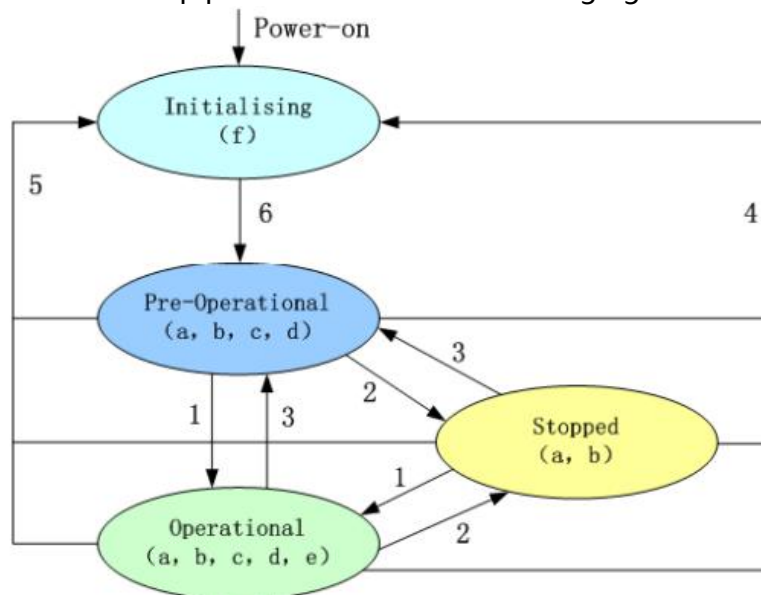 Power-on
Initialising
(f)
5
6
4
Pre-Operational
(a, b, c, d)
3
2
1
3
Stopped
(a, b)
1
Operational
(a, b, c, d, e)
2